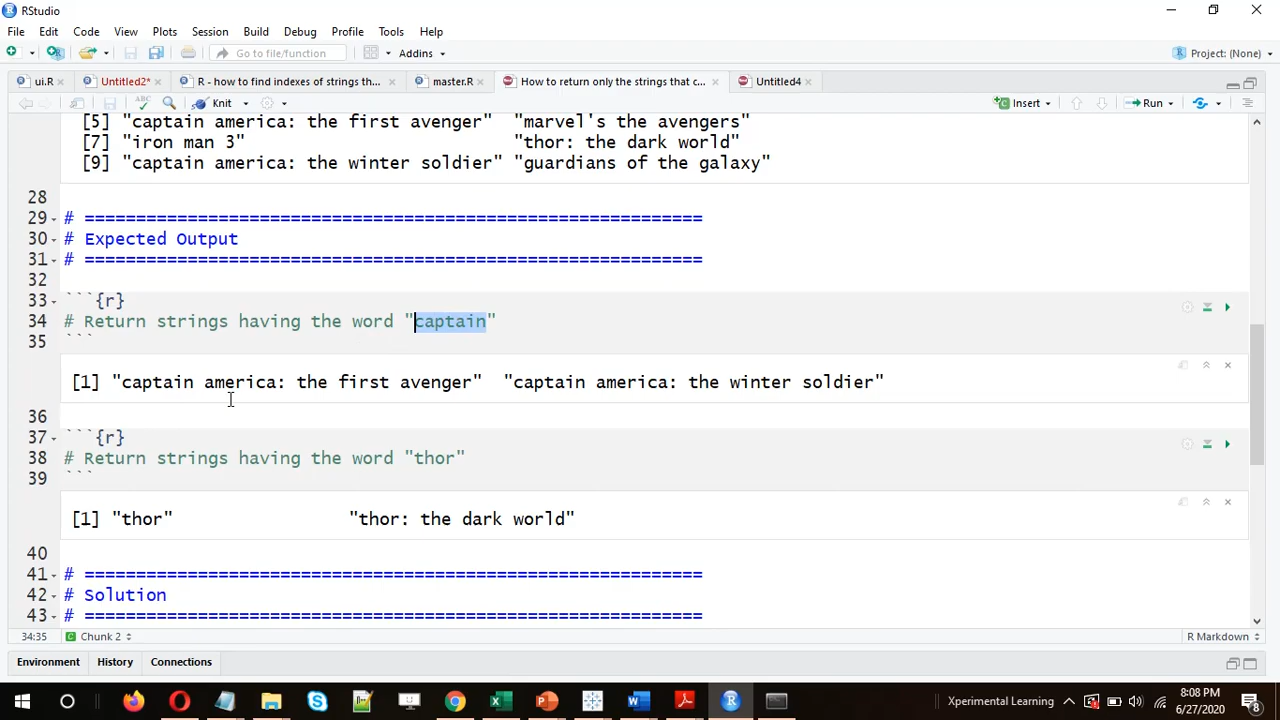 RStudio
File Edit Code View Plots Session Build Debug Profile Tools Help
Go to file/function Addins Project: (None)
ui.R Untitled2* R - how to find indexes of strings th... master.R How to return only the strings that c... Untitled4
ABC Knit Insert Run
[5] "captain america: the first avenger" "marvel's the avengers"
[7] "iron man 3" "thor: the dark world"
[9] "captain america: the winter soldier" "guardians of the galaxy"
28
29 # ============================================================
30 # Expected Output
31 # ============================================================
32
33 ```{r}
34 # Return strings having the word "captain"
35 ```
[1] "captain america: the first avenger" "captain america: the winter soldier"
36
37 ```{r}
38 # Return strings having the word "thor"
39 ```
[1] "thor" "thor: the dark world"
40
41 # ============================================================
42 # Solution
43 # ============================================================
34:35 Chunk 2 R Markdown
Environment History Connections
Xperimental Learning 8:08 PM
6/27/2020 8